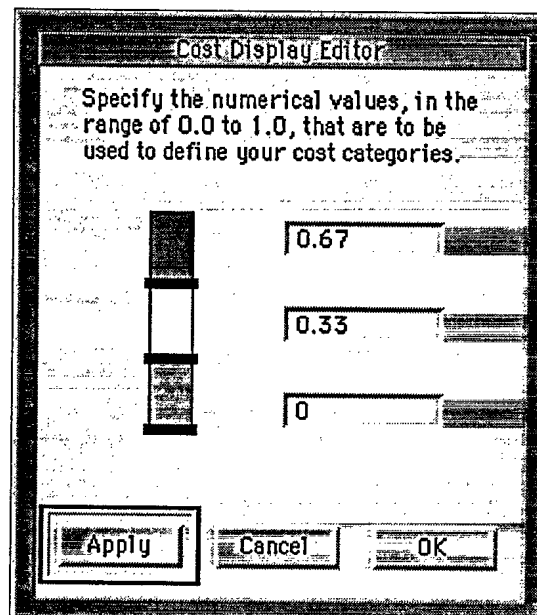 Cost Display Editor
Specify the numerical values, in the
range of 0.0 to 1.0, that are to be
used to define your cost categories.
0.67
0.33
0
Apply Cancel OK